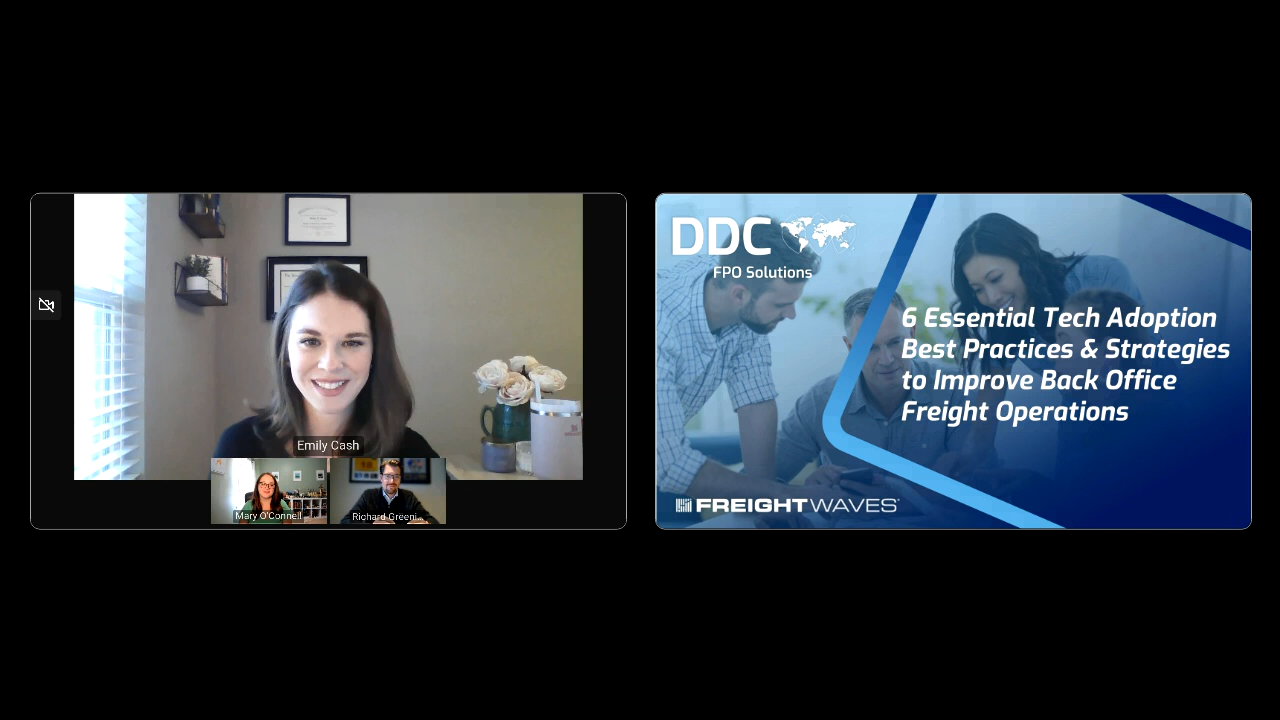 Emily Cash
Mary O'Connell
Richard Greeni...
DDC
FPO Solutions
6 Essential Tech Adoption
Best Practices & Strategies
to Improve Back Office
Freight Operations
FREIGHTWAVES